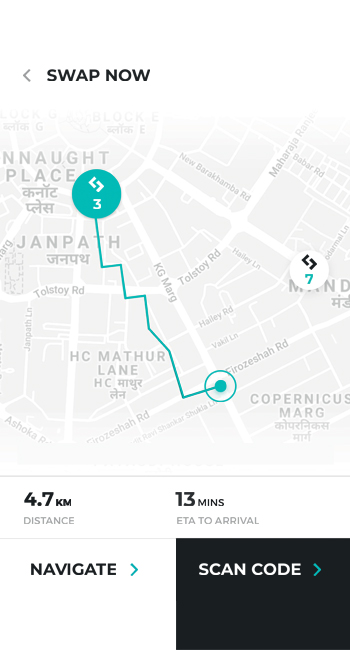 SWAP NOW
BLOCK E
ब्लॉक E
ब्लॉक G
New Barakhamba Rd
Maharaja Ranjit
Sabar Rd
NNAUGHT
PLACE
कनॉट
प्लेस
3
JANPATH
जनपथ
Tolstoy Rd
Tolstoy Rd
KG Marg
Hailey Ln
7
MAND
मंडी
Janpath Ln
Hailey Rd
Vakil Ln
HC MATHUR
LANE
HC माथुर
लेन
Firozeshah Rd
Firozeshah Rd
Ravi Shankar Shukla Ln
Ashoka Rd
COPERNICUS
MARG
कोपरनिकस
मार्ग
4.7 KM
DISTANCE
13 MINS
ETA TO ARRIVAL
NAVIGATE
SCAN CODE